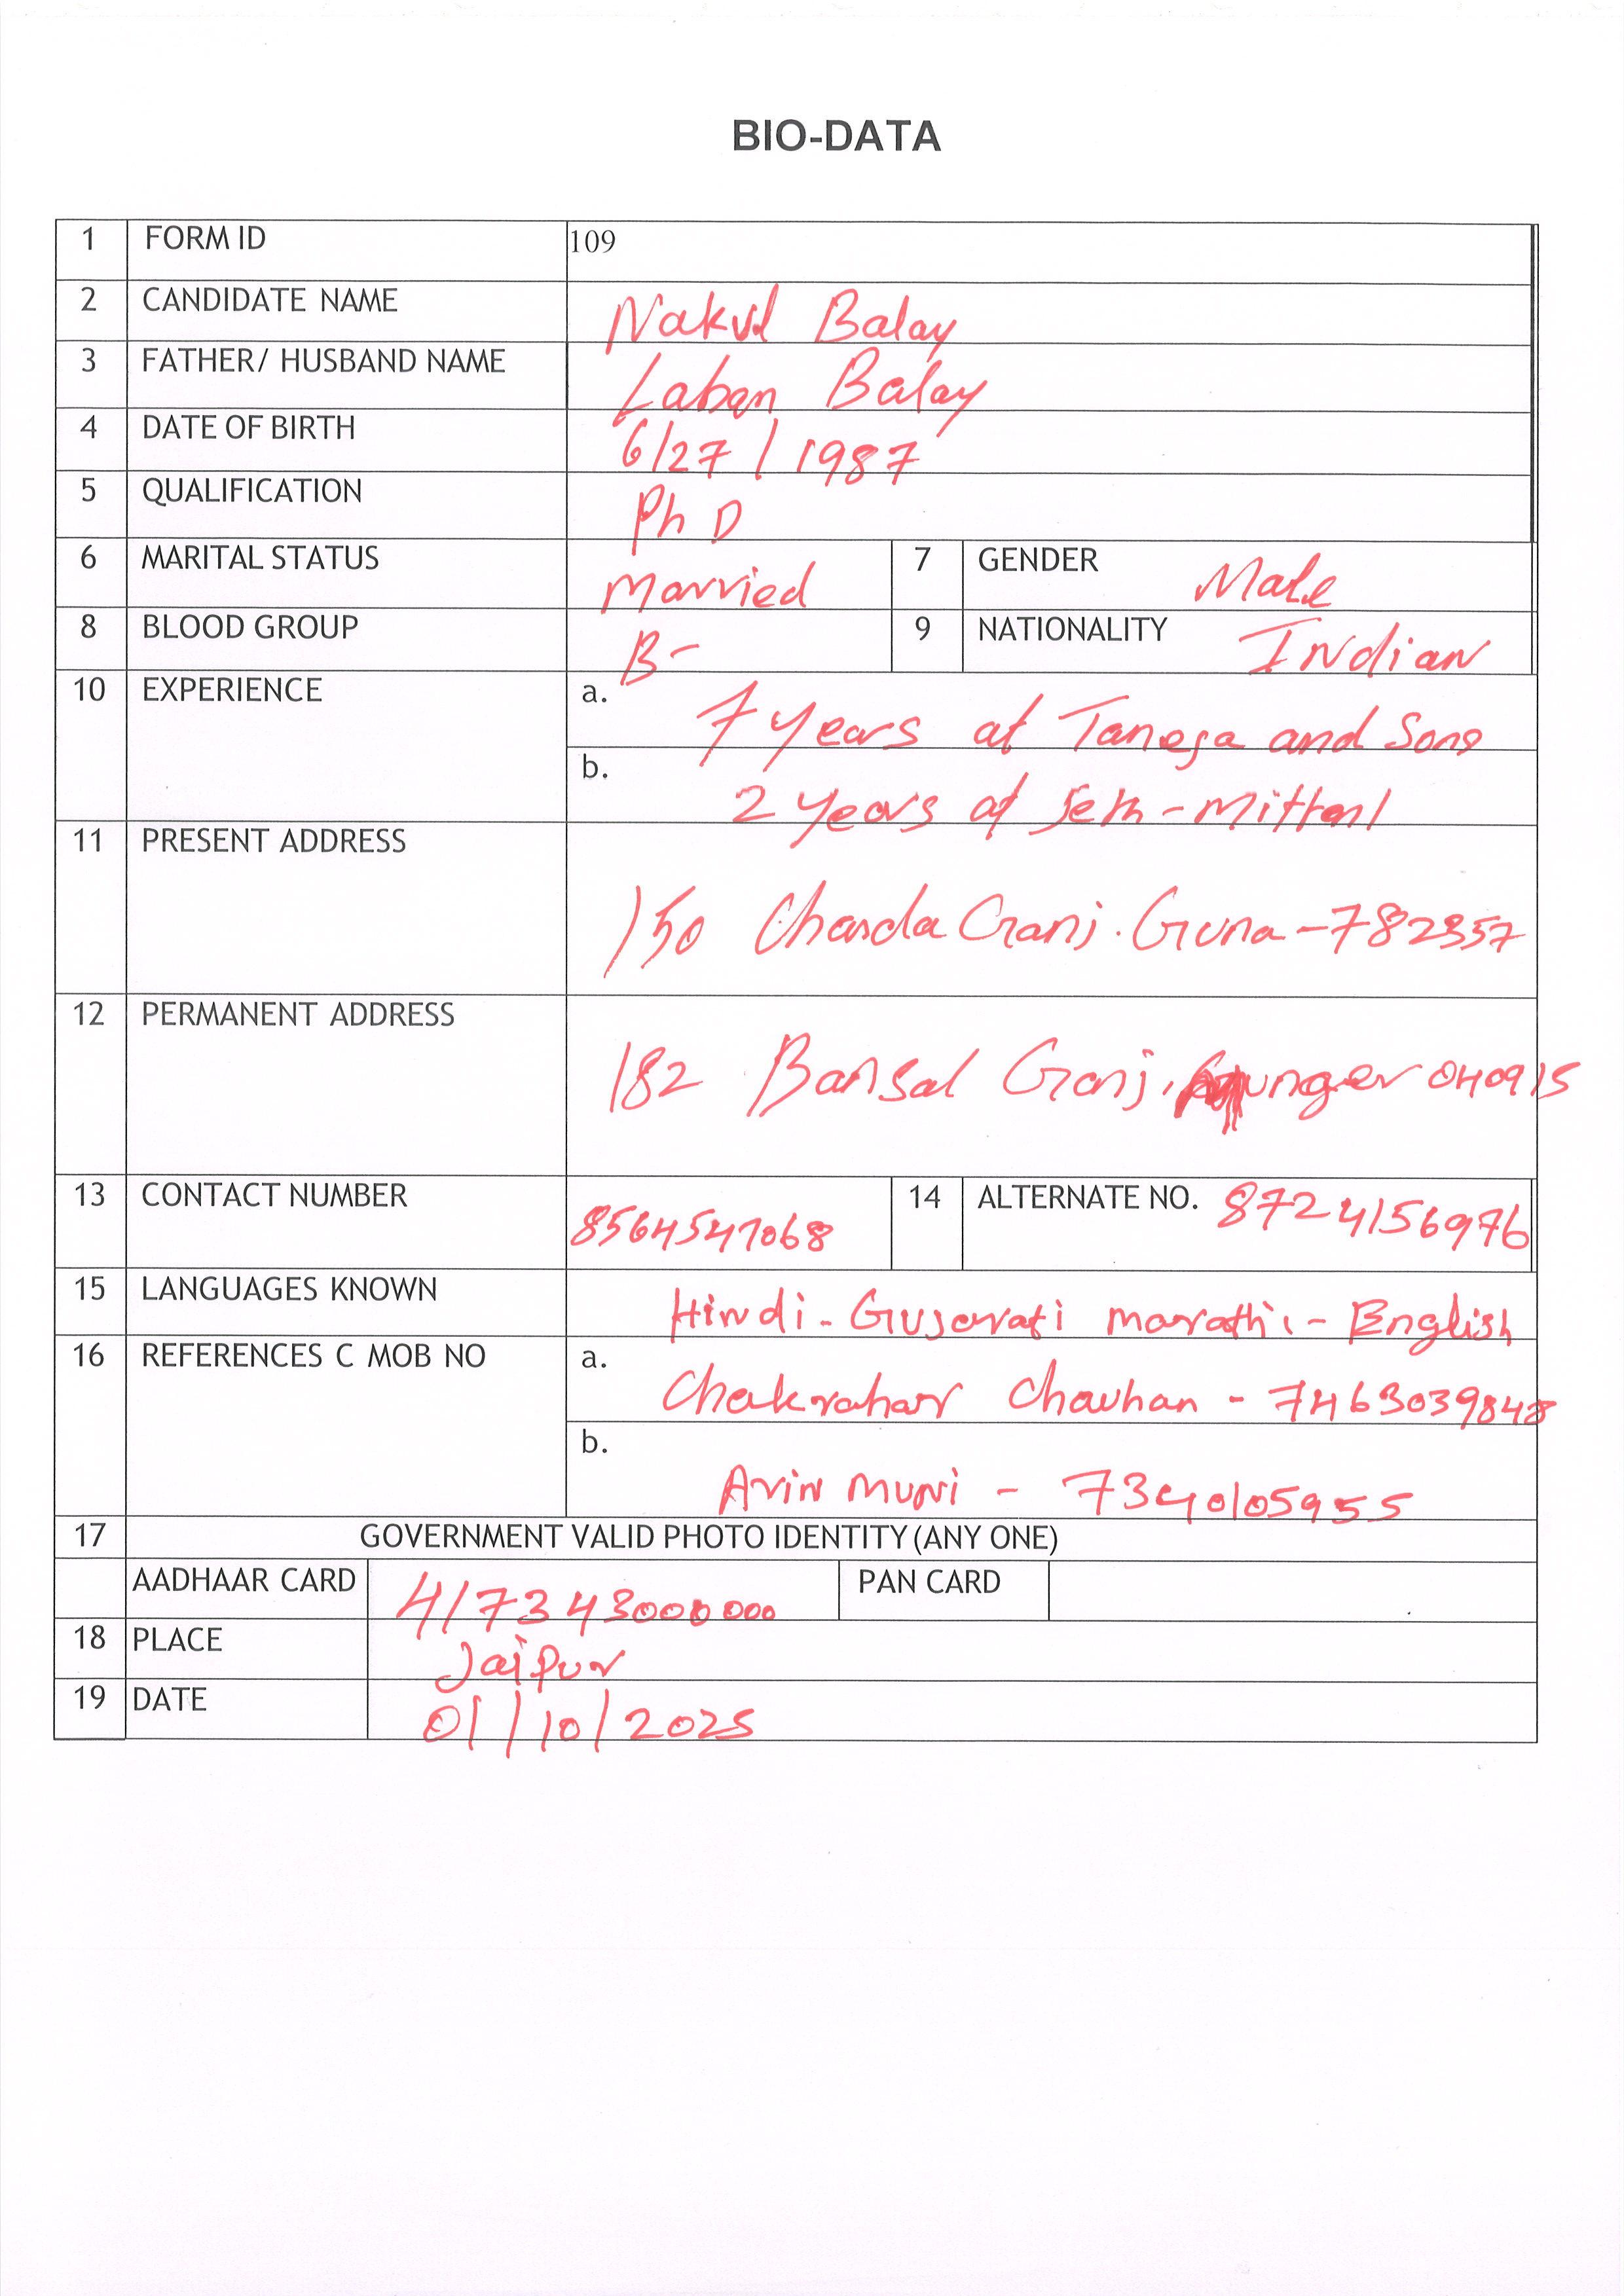 BIO-DATA
1 FORM ID 109
2 CANDIDATE NAME Nakul Balay
3 FATHER/ HUSBAND NAME Laban Balay
4 DATE OF BIRTH 6/27/1987
5 QUALIFICATION Ph D
6 MARITAL STATUS Married 7 GENDER Male
8 BLOOD GROUP B- 9 NATIONALITY Indian
10 EXPERIENCE a. 7 years at Taneja and Sons
b. 2 years at Seth-Mittal
11 PRESENT ADDRESS
150 Chanda Ganj. Guna-782357
12 PERMANENT ADDRESS
182 Bansal Ganj, 040915
13 CONTACT NUMBER 8564547068 14 ALTERNATE NO. 8724156976
15 LANGUAGES KNOWN Hindi-Gujarati marathi-English
16 REFERENCES C MOB NO a. Chakrahar Chauhan - 7463039848
b. Arin Muni - 7340105955
17 GOVERNMENT VALID PHOTO IDENTITY (ANY ONE)
AADHAAR CARD 417343000000 PAN CARD
18 PLACE Jaipur
19 DATE 01/10/2025